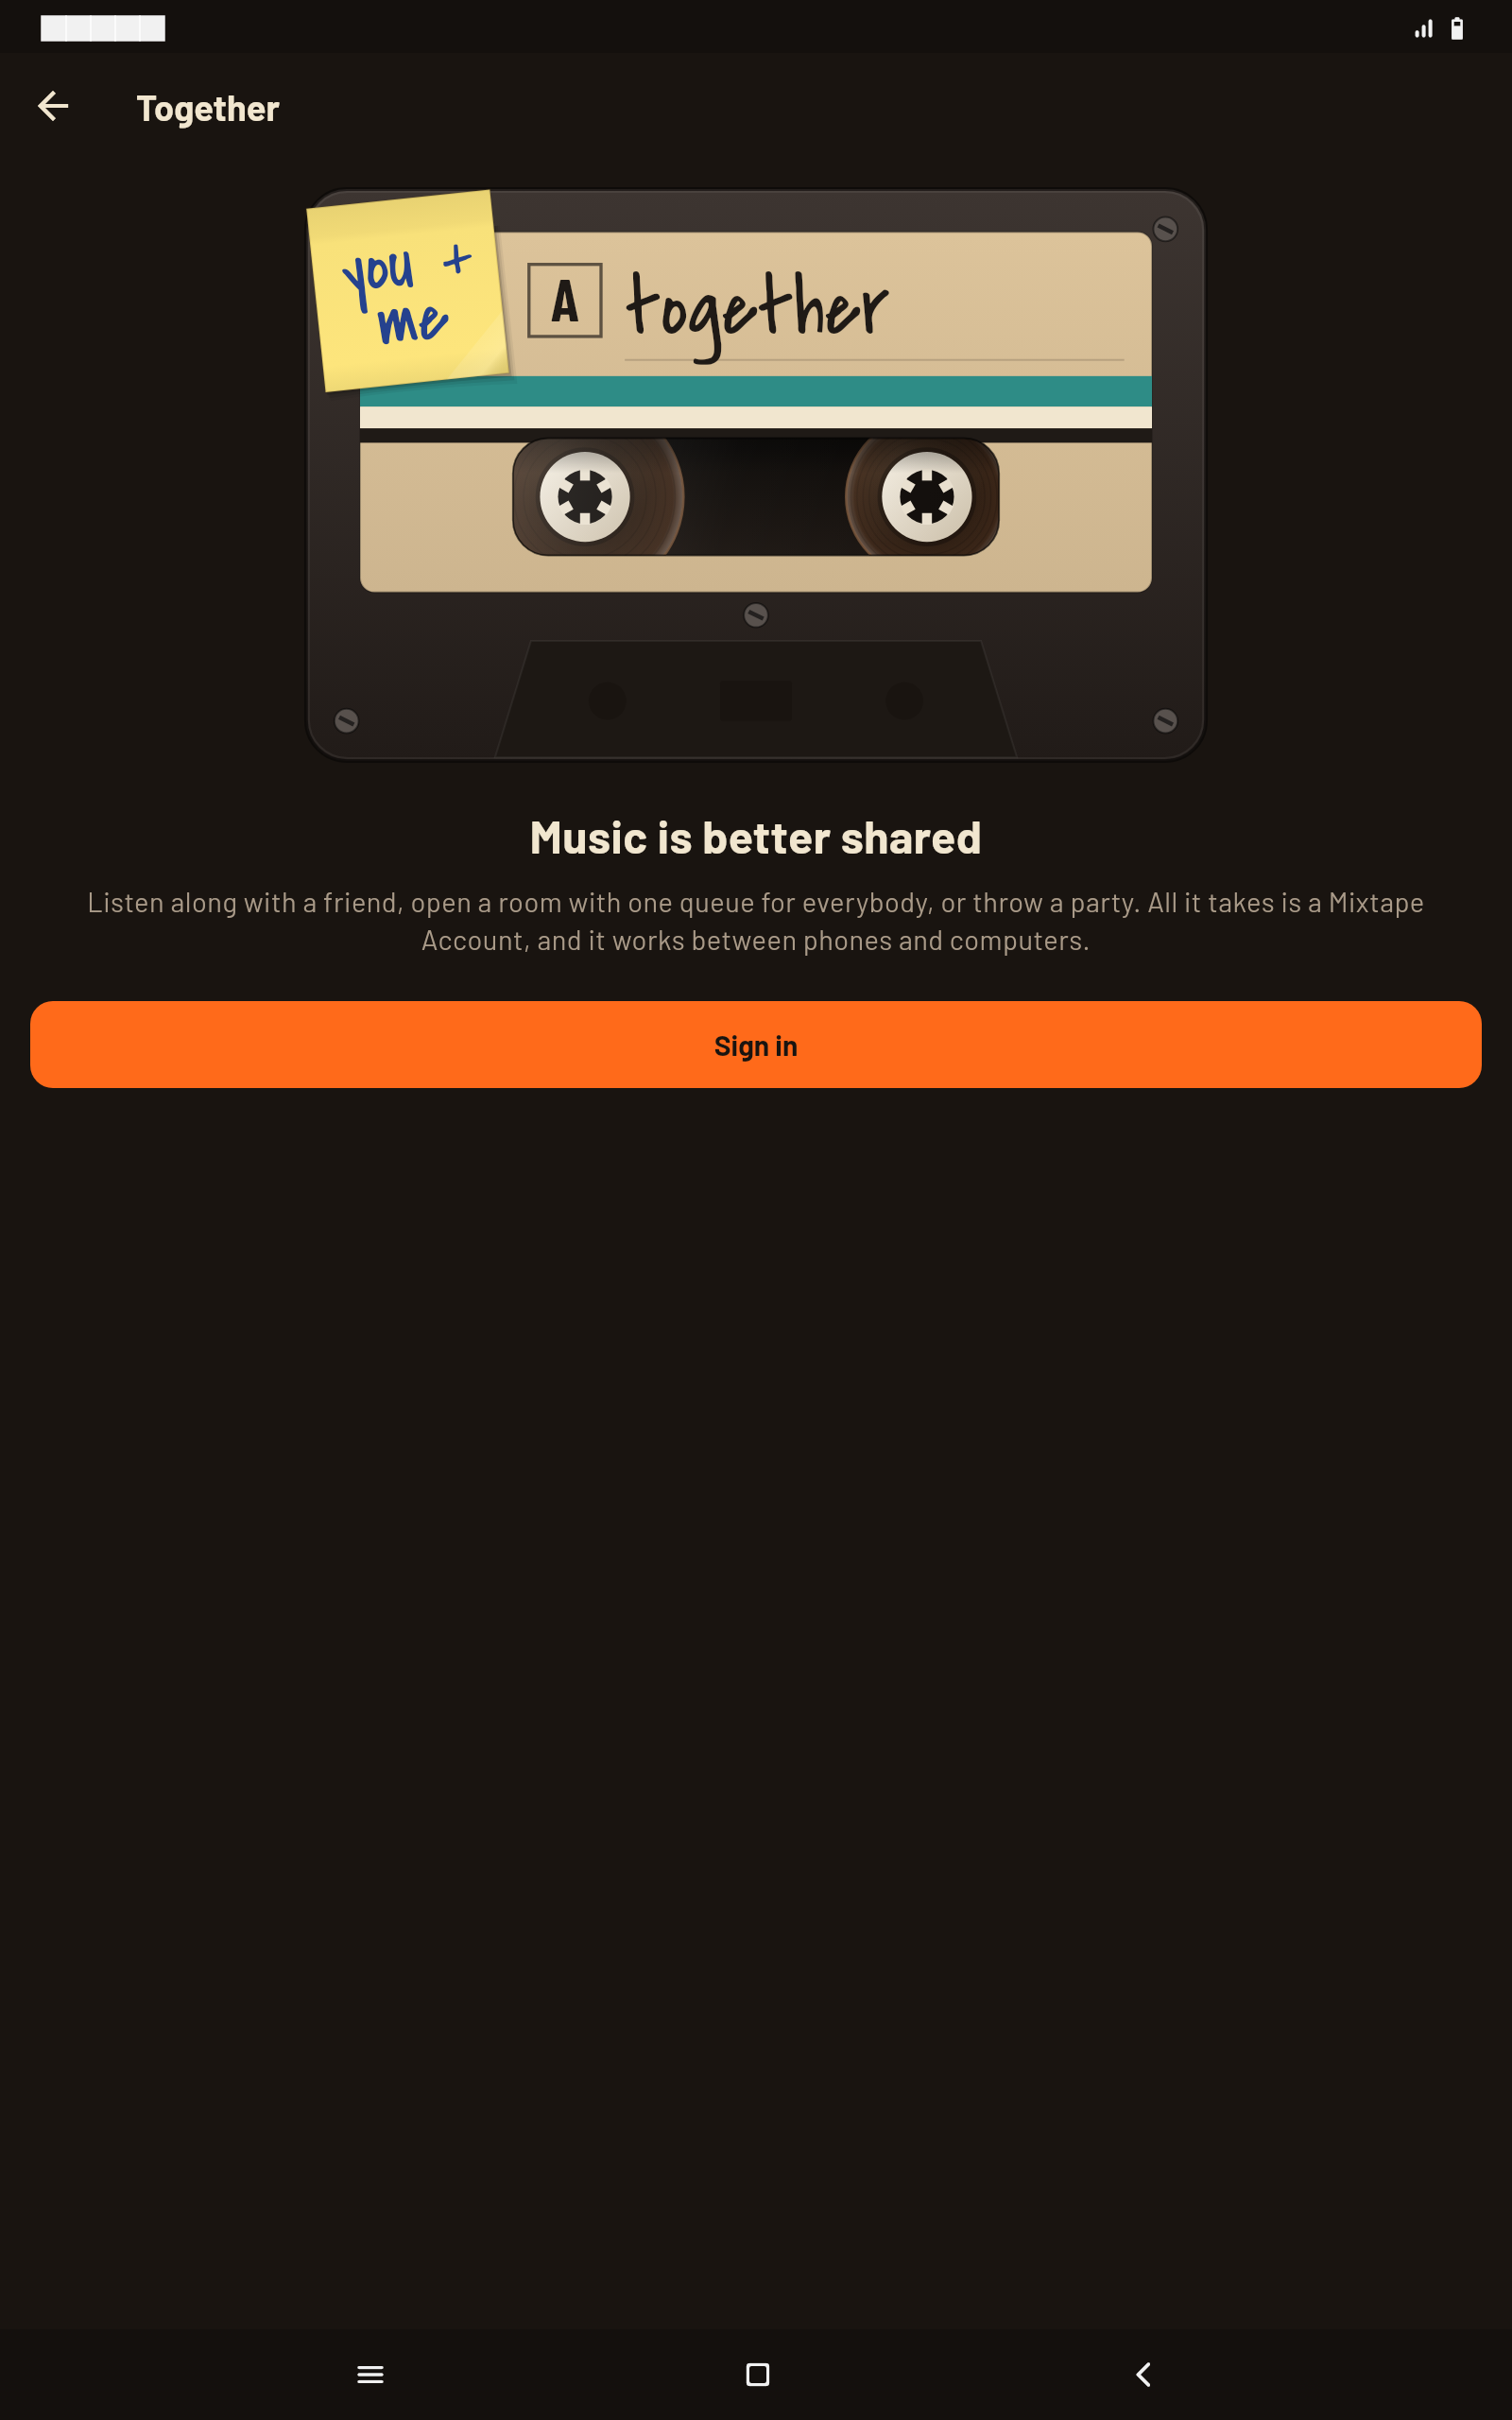 Together
you +
me
A together
Music is better shared
Listen along with a friend, open a room with one queue for everybody, or throw a party. All it takes is a Mixtape
Account, and it works between phones and computers.
Sign in